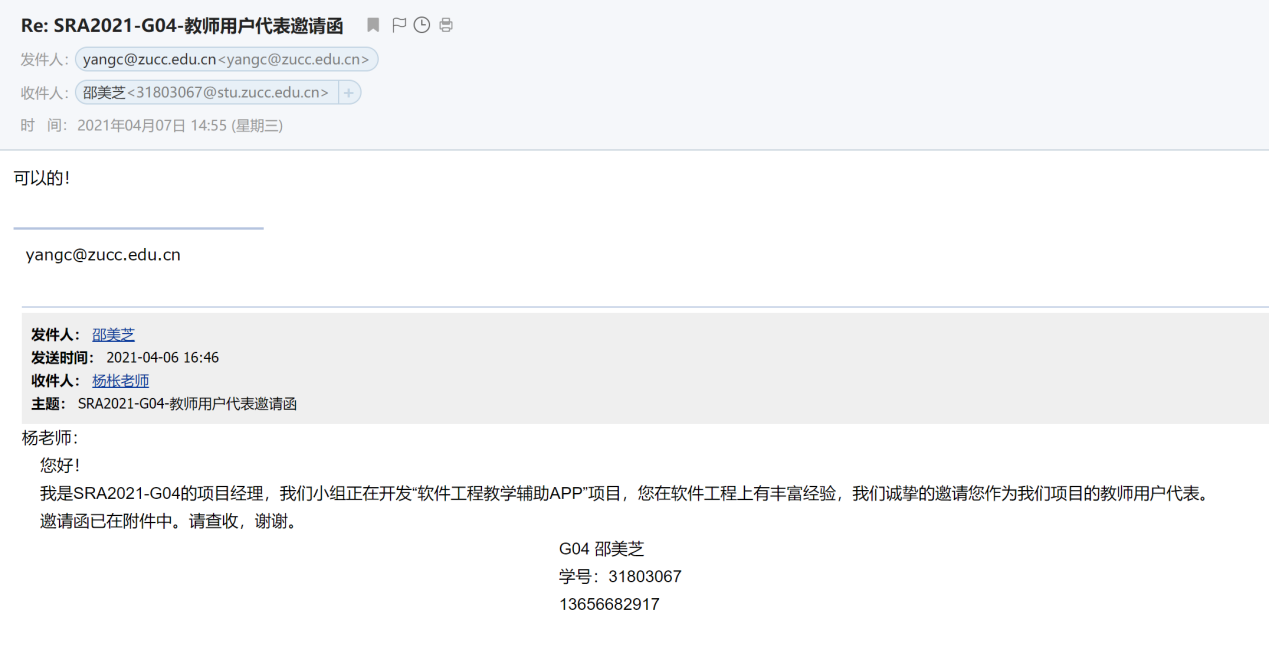 Re: SRA2021-G04-教师用户代表邀请函
发件人： yangc@zucc.edu.cn<yangc@zucc.edu.cn>
收件人： 邵美芝<31803067@stu.zucc.edu.cn> +
时 间： 2021年04月07日 14:55 (星期三)
可以的！
yangc@zucc.edu.cn
发件人： 邵美芝
发送时间： 2021-04-06 16:46
收件人： 杨枨老师
主题： SRA2021-G04-教师用户代表邀请函
杨老师：
您好！
我是SRA2021-G04的项目经理，我们小组正在开发“软件工程教学辅助APP”项目，您在软件工程上有丰富经验，我们诚挚的邀请您作为我们项目的教师用户代表。
邀请函已在附件中。请查收，谢谢。
G04 邵美芝
学号：31803067
13656682917